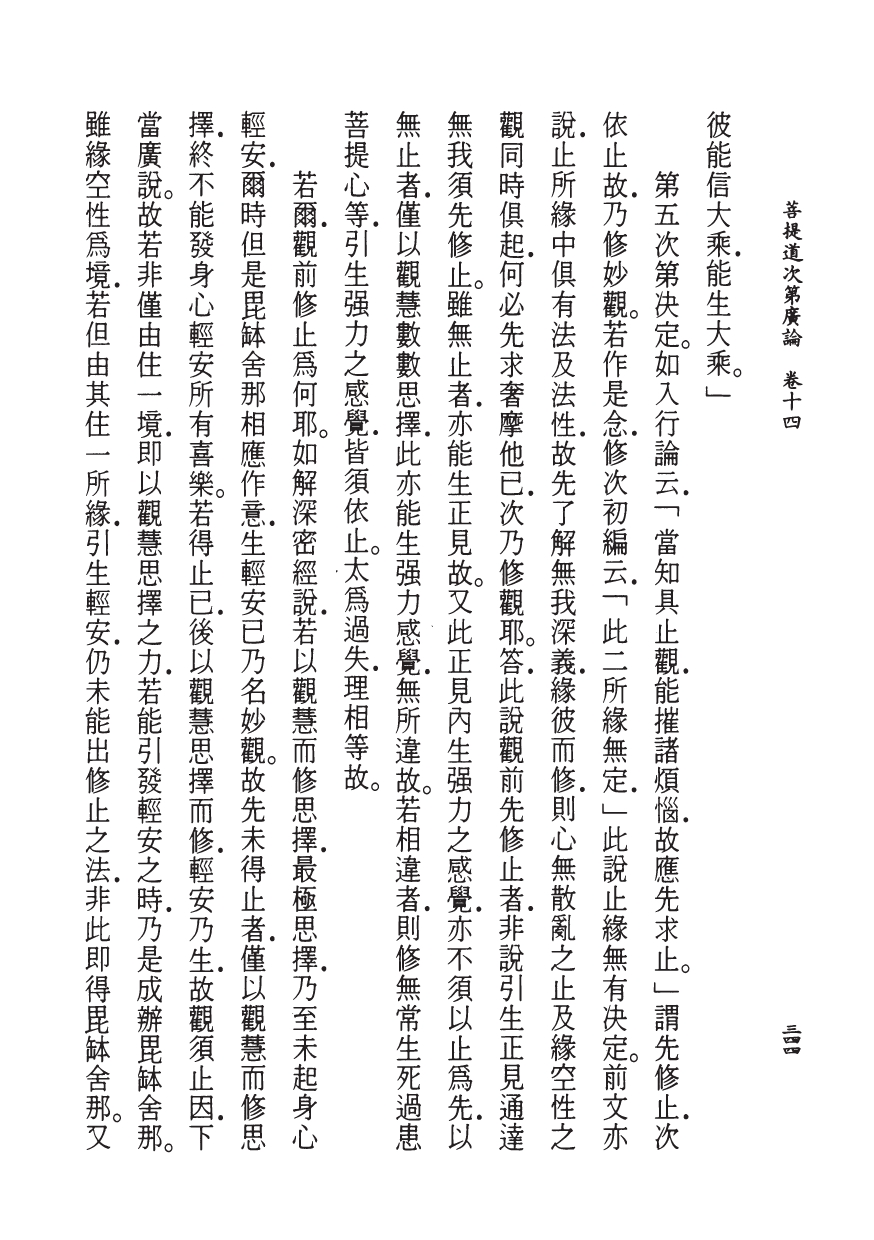 菩提道次第廣論　卷十四
三四四
彼能信大乘．能生大乘。」
第五次第決定。如入行論云．「當知具止觀．能摧諸煩惱．故應先求止。」謂先修止．次
依止故．乃修妙觀。若作是念．修次初編云．「此二所緣無定．」此說止緣無有決定。前文亦
說．止所緣中俱有法及法性．故先了解無我深義．緣彼而修．則心無散亂之止及緣空性之
觀同時俱起．何必先求奢摩他已．次乃修觀耶。答．此說觀前先修止者．非說引生正見通達
無我須先修止。雖無止者．亦能生正見故。又此正見內生强力之感覺．亦不須以止爲先．以
無止者．僅以觀慧數數思擇．此亦能生强力感覺．無所違故。若相違者．則修無常生死過患
菩提心等．引生强力之感覺．皆須依止。太爲過失．理相等故。
若爾．觀前修止爲何耶。如解深密經說．若以觀慧而修思擇．最極思擇．乃至未起身心
輕安．爾時但是毘缽舍那相應作意．生輕安已乃名妙觀。故先未得止者．僅以觀慧而修思
擇．終不能發身心輕安所有喜樂。若得止已．後以觀慧思擇而修．輕安乃生．故觀須止因．下
當廣說。故若非僅由住一境．即以觀慧思擇之力．若能引發輕安之時．乃是成辦毘缽舍那。
雖緣空性爲境．若但由其住一所緣．引生輕安．仍未能出修止之法．非此即得毘缽舍那。又